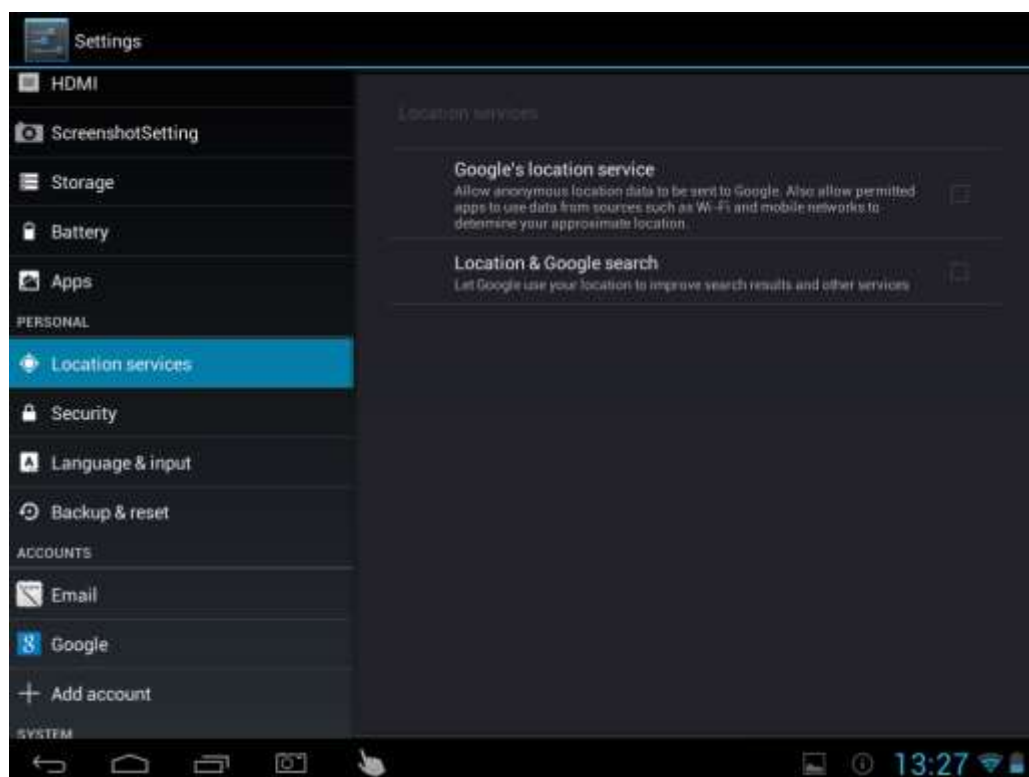 Settings
HDMI
ScreenshotSetting
Storage
Battery
Apps
PERSONAL
Location services
Security
Language & input
Backup & reset
ACCOUNTS
Email
Google
Add account
SYSTEM
Location services
Google's location service
Allow anonymous location data to be sent to Google. Also allow permitted
apps to use data from sources such as Wi-Fi and mobile networks to
determine your approximate location.
Location & Google search
Let Google use your location to improve search results and other services
13:27